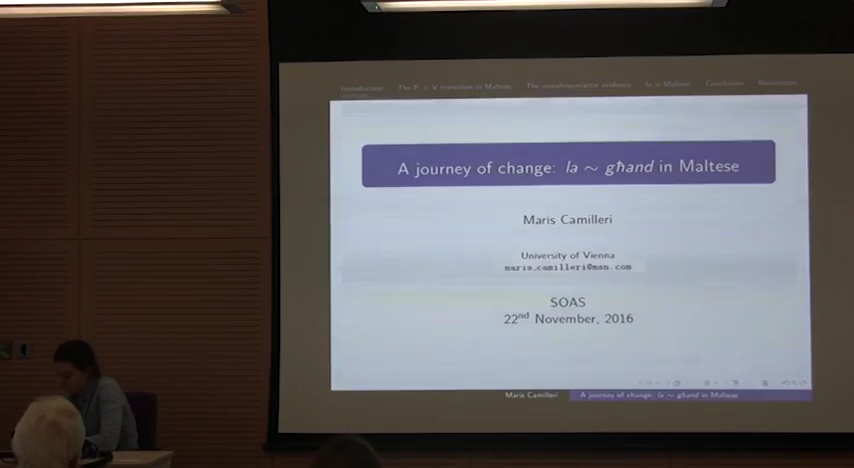 Introduction The P > V transition in Maltese The morphosyntactic evidence la in Maltese Conclusion
A journey of change: la ~ għand in Maltese
Maris Camilleri
University of Vienna
maris.camilleri@msn.com
SOAS
22nd November, 2016
Maris Camilleri A journey of change: la ~ għand in Maltese